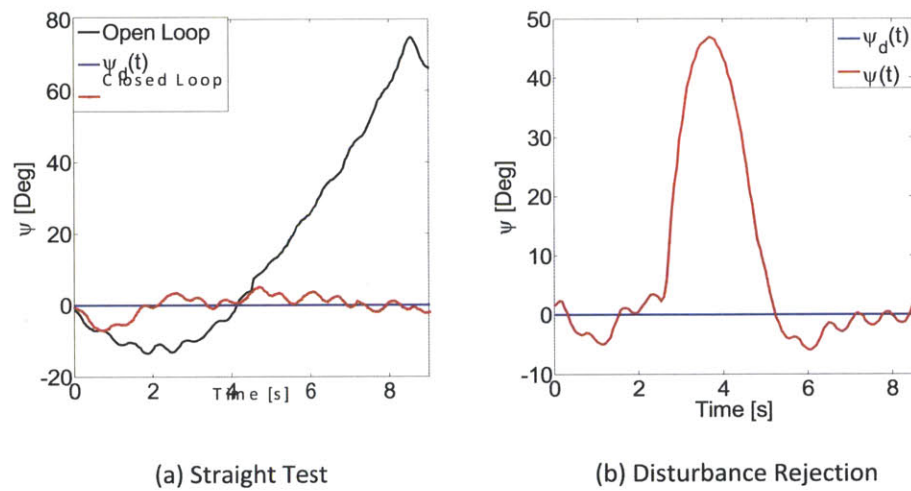 80
60
40
20
0
-20
ψ [Deg]
Open Loop
ψd(t)
Closed Loop
0
2
4
6
8
Time [s]
(a) Straight Test
50
40
30
20
10
0
-10
ψ [Deg]
ψd(t)
ψ(t)
0
2
4
6
8
Time [s]
(b) Disturbance Rejection